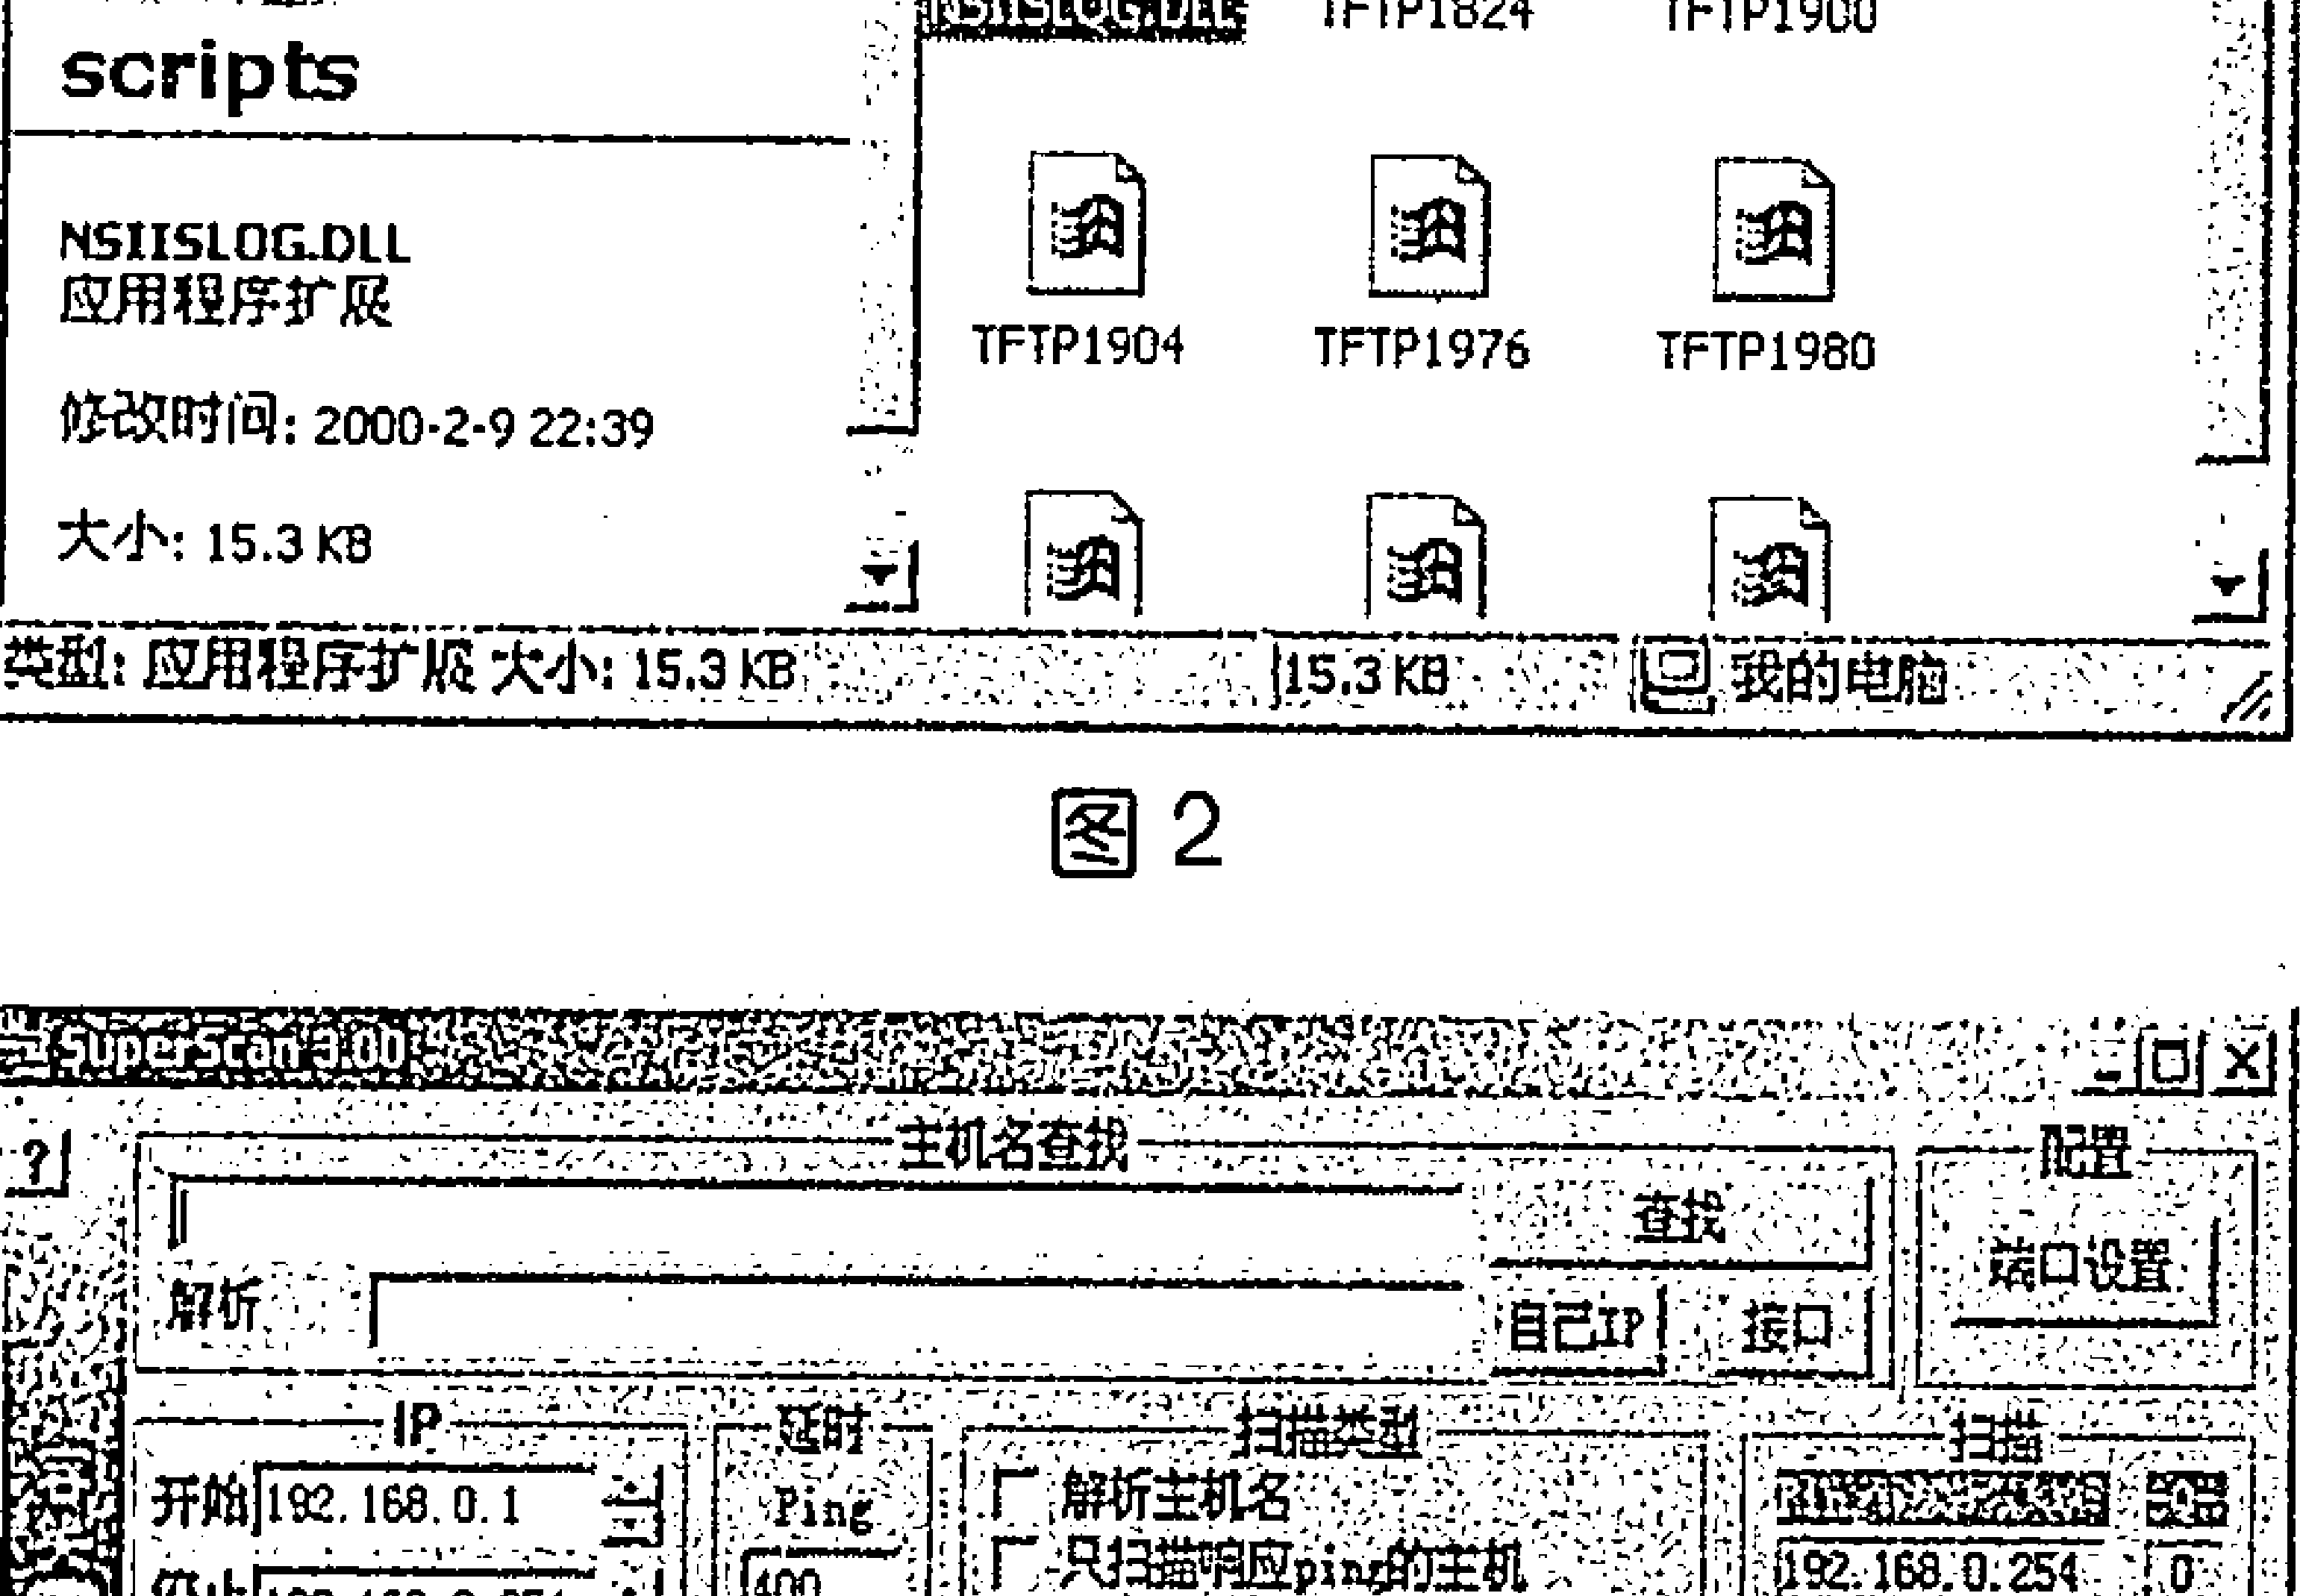 NSIISLOG.DLL TFTP1824 TFTP1900
scripts
NSIISLOG.DLL
应用程序扩展
修改时间: 2000-2-9 22:39
大小: 15.3 KB
TFTP1904 TFTP1976 TFTP1980
类型: 应用程序扩展 大小: 15.3 KB 15.3 KB 我的电脑
图 2
SuperScan 3.00
?
主机名查找
查找
解析
自己IP 接口
配置
端口设置
IP
开始 192.168.0.1
延时
Ping
400
扫描类型
解析主机名
只扫描响应ping的主机
扫描
192.168.0.254 0